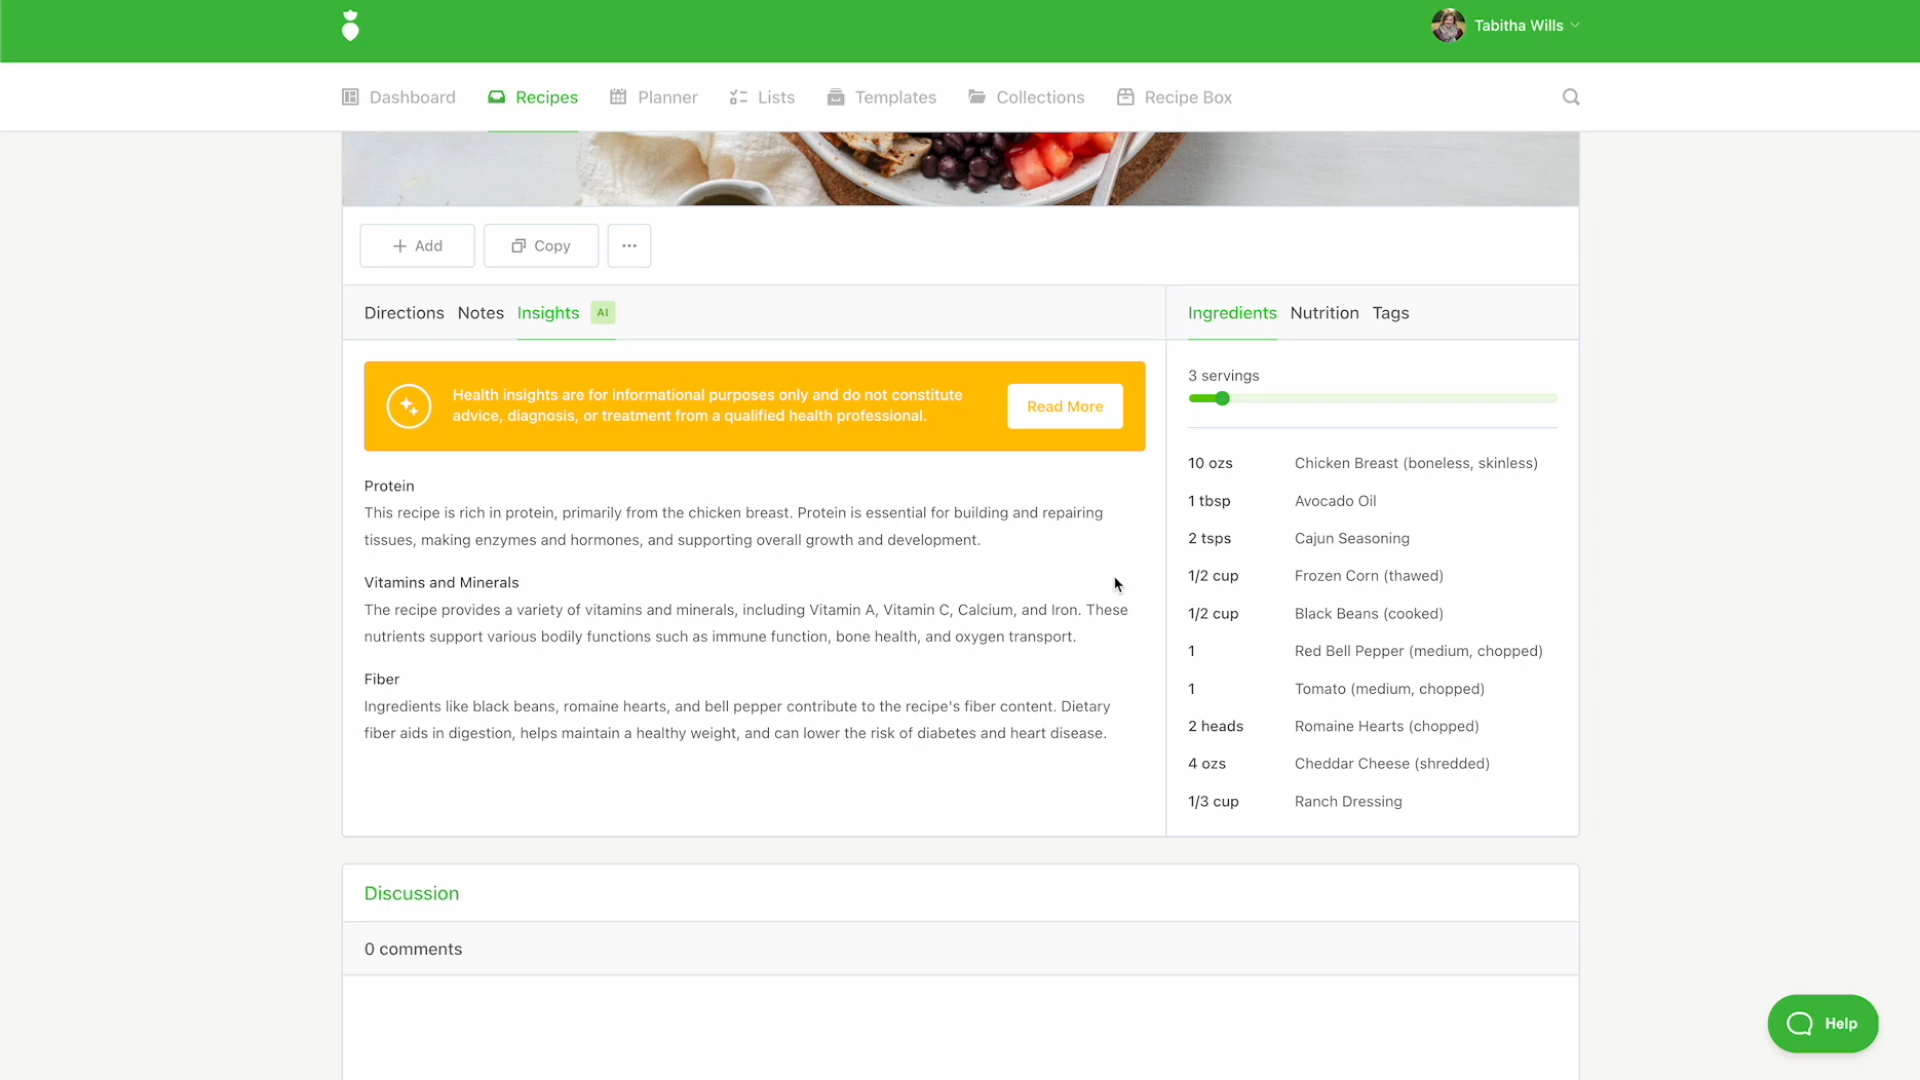 Tabitha Wills
Dashboard
Recipes
Planner
Lists
Templates
Collections
Recipe Box
Add
Copy
Directions
Notes
Insights
AI
Ingredients
Nutrition
Tags
Health insights are for informational purposes only and do not constitute
advice, diagnosis, or treatment from a qualified health professional.
Read More
Protein
This recipe is rich in protein, primarily from the chicken breast. Protein is essential for building and repairing
tissues, making enzymes and hormones, and supporting overall growth and development.
Vitamins and Minerals
The recipe provides a variety of vitamins and minerals, including Vitamin A, Vitamin C, Calcium, and Iron. These
nutrients support various bodily functions such as immune function, bone health, and oxygen transport.
Fiber
Ingredients like black beans, romaine hearts, and bell pepper contribute to the recipe's fiber content. Dietary
fiber aids in digestion, helps maintain a healthy weight, and can lower the risk of diabetes and heart disease.
3 servings
10 ozs Chicken Breast (boneless, skinless)
1 tbsp Avocado Oil
2 tsps Cajun Seasoning
1/2 cup Frozen Corn (thawed)
1/2 cup Black Beans (cooked)
1 Red Bell Pepper (medium, chopped)
1 Tomato (medium, chopped)
2 heads Romaine Hearts (chopped)
4 ozs Cheddar Cheese (shredded)
1/3 cup Ranch Dressing
Discussion
0 comments
Help